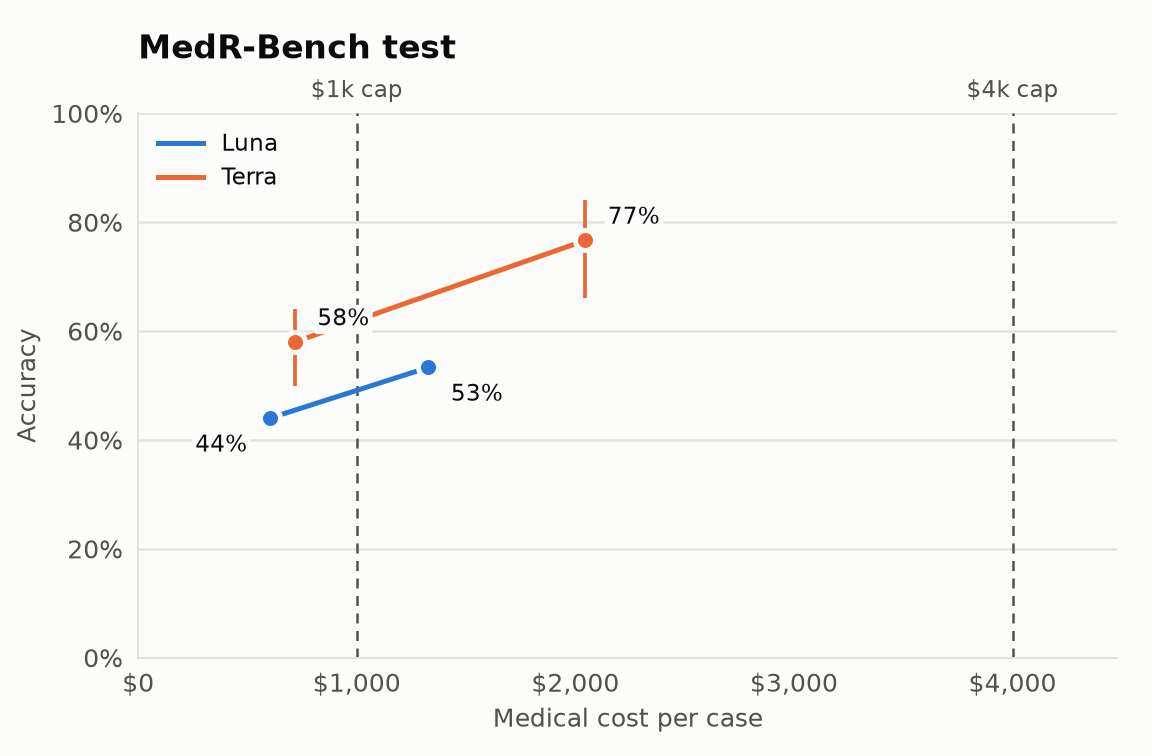 MedR-Bench test
$1k cap
$4k cap
100%
80%
60%
40%
20%
0%
Accuracy
Luna
Terra
77%
58%
53%
44%
$0
$1,000
$2,000
$3,000
$4,000
Medical cost per case